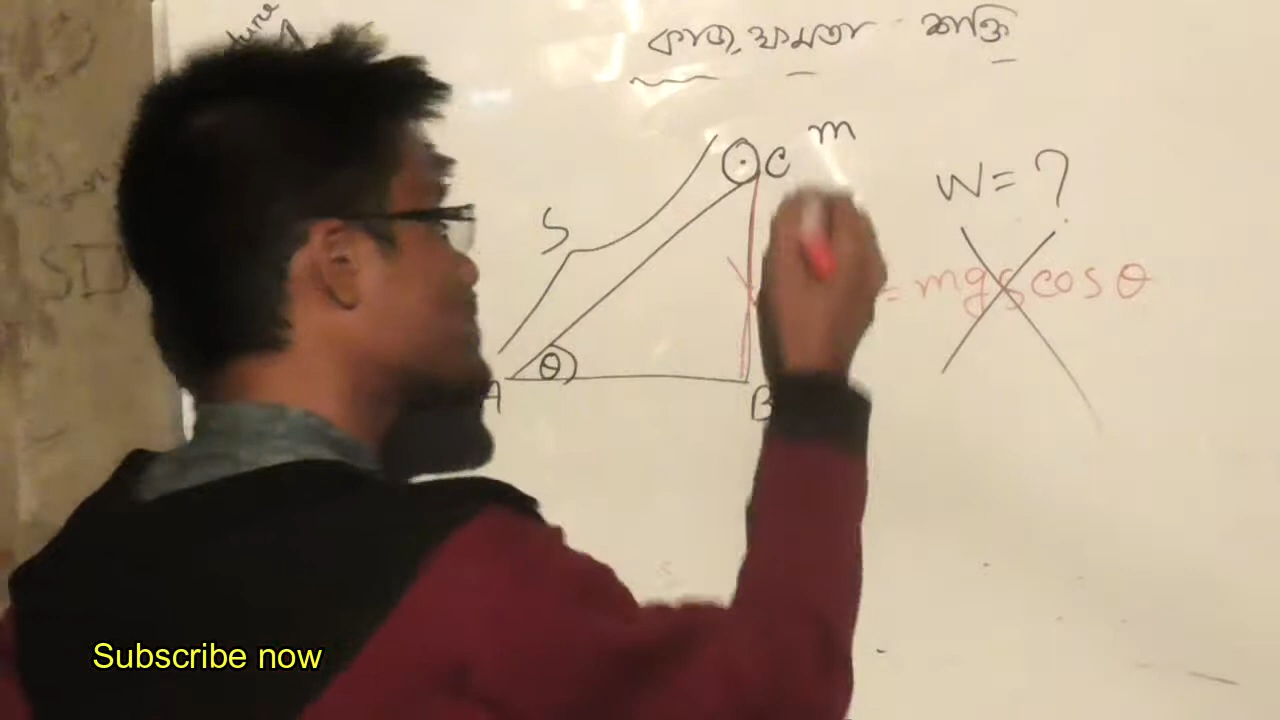 কাজ, ক্ষমতা শক্তি
m
C
W = ?
S
= mgs cos θ
θ
A
B
SD
Subscribe now